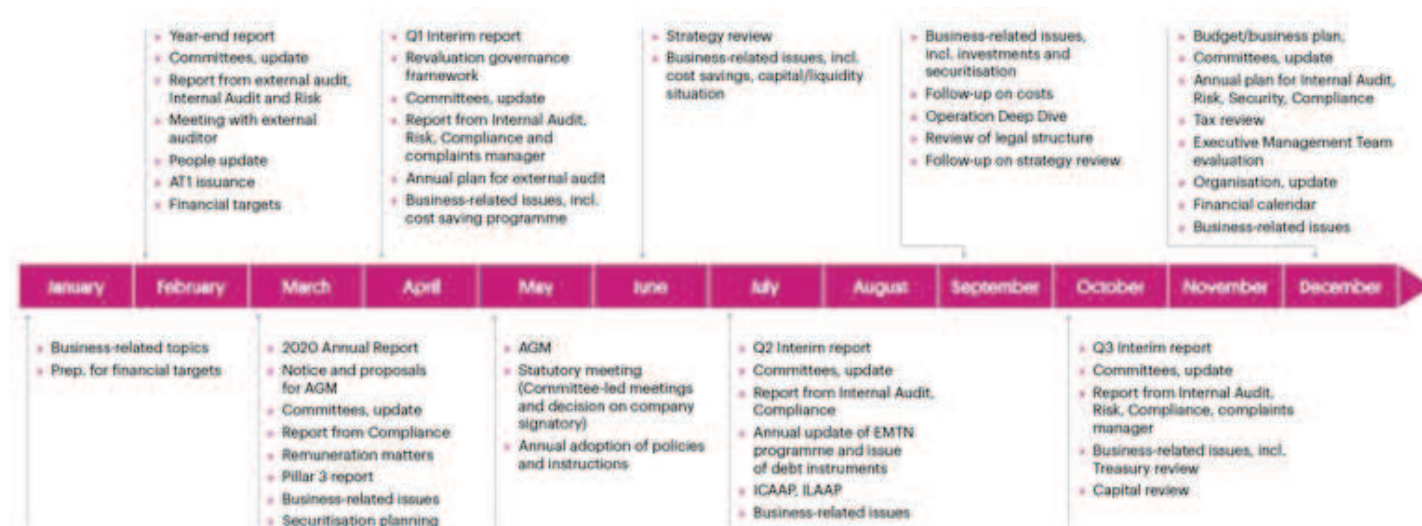 Year-end report
Committees, update
Report from external audit,
Internal Audit and Risk
Meeting with external
auditor
People update
AT1 issuance
Financial targets
Q1 Interim report
Revaluation governance
framework
Committees, update
Report from Internal Audit,
Risk, Compliance and
complaints manager
Annual plan for external audit
Business-related issues, incl.
cost saving programme
Strategy review
Business-related issues, incl.
cost savings, capital/liquidity
situation
Business-related issues,
incl. investments and
securitisation
Follow-up on costs
Operation Deep Dive
Review of legal structure
Follow-up on strategy review
Budget/business plan,
Committees, update
Annual plan for Internal Audit,
Risk, Security, Compliance
Tax review
Executive Management Team
evaluation
Organisation, update
Financial calendar
Business-related issues
January February March April May June July August September October November December
Business-related topics
Prep. for financial targets
2020 Annual Report
Notice and proposals
for AGM
Committees, update
Report from Compliance
Remuneration matters
Pillar 3 report
Business-related issues
Securitisation planning
AGM
Statutory meeting
(Committee-led meetings
and decision on company
signatory)
Annual adoption of policies
and instructions
Q2 Interim report
Committees, update
Report from Internal Audit,
Compliance
Annual update of EMTN
programme and issue
of debt instruments
ICAAP, ILAAP
Business-related issues
Q3 Interim report
Committees, update
Report from Internal Audit,
Risk, Compliance, complaints
manager
Business-related issues, incl.
Treasury review
Capital review